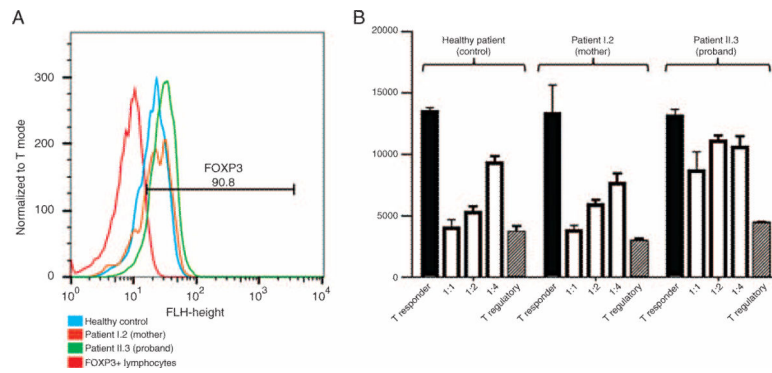 A
Normalized to T mode
300
200
100
0
FOXP3
90.8
10^0 10^1 10^2 10^3 10^4
FLH-height
Healthy control
Patient I.2 (mother)
Patient II.3 (proband)
FOXP3+ lymphocytes
B
20000
15000
10000
5000
0
Healthy patient
(control)
Patient I.2
(mother)
Patient II.3
(proband)
T responder 1:1 1:2 1:4 T regulatory T responder 1:1 1:2 1:4 T regulatory T responder 1:1 1:2 1:4 T regulatory